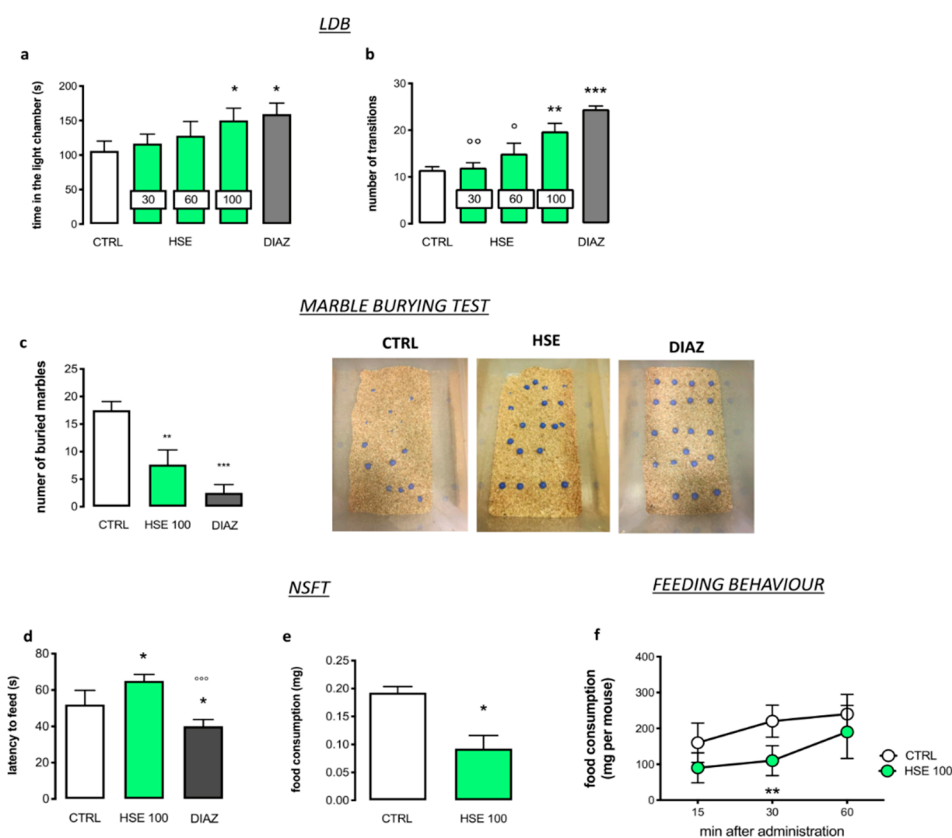 LDB
a
time in the light chamber (s)
200
150
100
50
0
*
*
30
60
100
CTRL
HSE
DIAZ
b
number of transitions
30
20
10
0
°°
°
**
***
30
60
100
CTRL
HSE
DIAZ
MARBLE BURYING TEST
c
numer of buried marbles
25
20
15
10
5
0
**
***
CTRL
HSE 100
DIAZ
CTRL
HSE
DIAZ
NSFT
FEEDING BEHAVIOUR
d
latency to feed (s)
80
60
40
20
0
*
°°°
*
CTRL
HSE 100
DIAZ
e
food consumption (mg)
0.25
0.20
0.15
0.10
0.05
0.00
*
CTRL
HSE 100
f
food consumption
(mg per mouse)
400
300
200
100
0
**
15
30
60
min after administration
CTRL
HSE 100